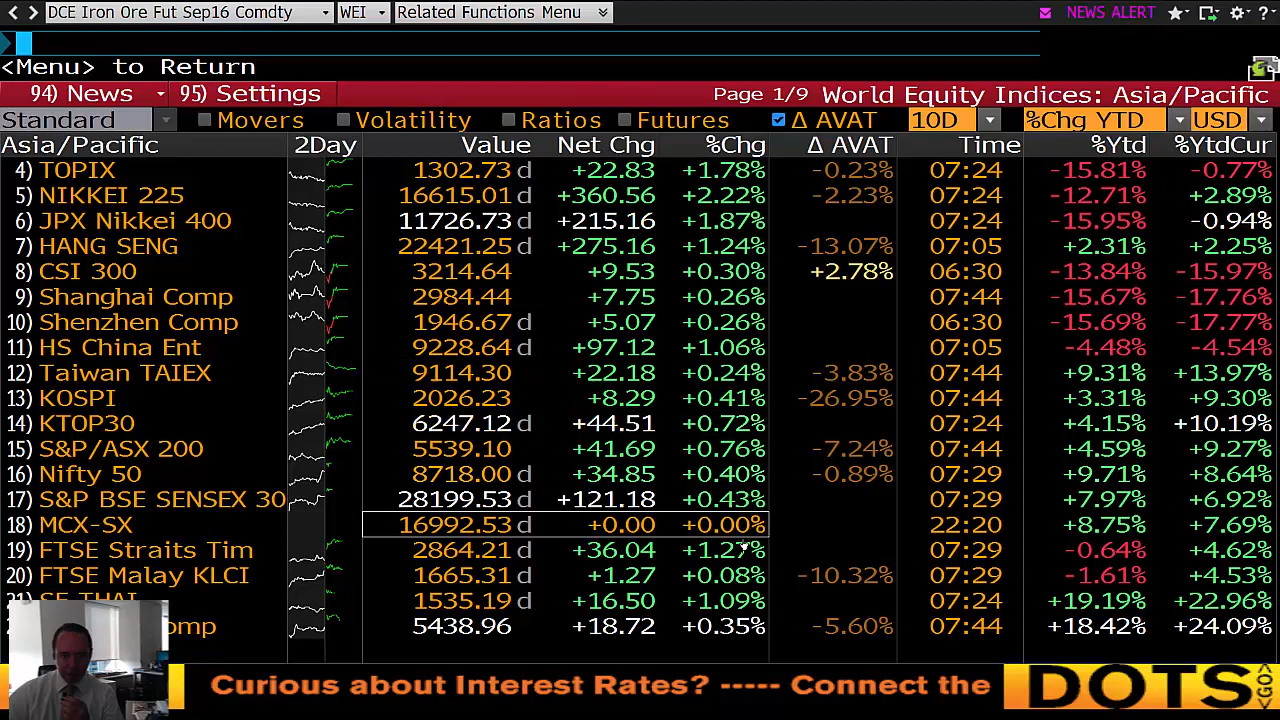 DCE Iron Ore Fut Sep16 Comdty WEI Related Functions Menu NEWS ALERT ?
<Menu> to Return
94) News 95) Settings Page 1/9 World Equity Indices: Asia/Pacific
Standard Movers Volatility Ratios Futures Δ AVAT 10D %Chg YTD USD
Asia/Pacific 2Day Value Net Chg %Chg Δ AVAT Time %Ytd %YtdCur
4) TOPIX 1302.73 d +22.83 +1.78% -0.23% 07:24 -15.81% -0.77%
5) NIKKEI 225 16615.01 d +360.56 +2.22% -2.23% 07:24 -12.71% +2.89%
6) JPX Nikkei 400 11726.73 d +215.16 +1.87% 07:24 -15.95% -0.94%
7) HANG SENG 22421.25 d +275.16 +1.24% -13.07% 07:05 +2.31% +2.25%
8) CSI 300 3214.64 +9.53 +0.30% +2.78% 06:30 -13.84% -15.97%
9) Shanghai Comp 2984.44 +7.75 +0.26% 07:44 -15.67% -17.76%
10) Shenzhen Comp 1946.67 d +5.07 +0.26% 06:30 -15.69% -17.77%
11) HS China Ent 9228.64 d +97.12 +1.06% 07:05 -4.48% -4.54%
12) Taiwan TAIEX 9114.30 +22.18 +0.24% -3.83% 07:44 +9.31% +13.97%
13) KOSPI 2026.23 +8.29 +0.41% -26.95% 07:44 +3.31% +9.30%
14) KTOP30 6247.12 d +44.51 +0.72% 07:24 +4.15% +10.19%
15) S&P/ASX 200 5539.10 +41.69 +0.76% -7.24% 07:44 +4.59% +9.27%
16) Nifty 50 8718.00 d +34.85 +0.40% -0.89% 07:29 +9.71% +8.64%
17) S&P BSE SENSEX 30 28199.53 d +121.18 +0.43% 07:29 +7.97% +6.92%
18) MCX-SX 16992.53 d +0.00 +0.00% 22:20 +8.75% +7.69%
19) FTSE Straits Tim 2864.21 d +36.04 +1.27% 07:29 -0.64% +4.62%
20) FTSE Malay KLCI 1665.31 d +1.27 +0.08% -10.32% 07:29 -1.61% +4.53%
21) SE THAI 1535.19 d +16.50 +1.09% 07:24 +19.19% +22.96%
omp 5438.96 +18.72 +0.35% -5.60% 07:44 +18.42% +24.09%
Curious about Interest Rates? ----- Connect the DOTS <GO>